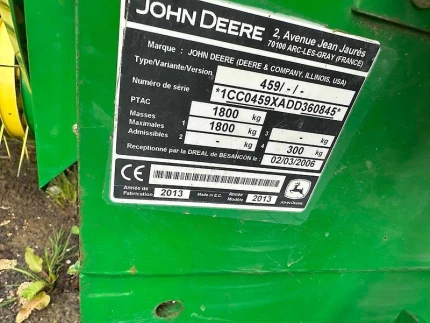 JOHN DEERE
2, Avenue Jean Jaurés
70100 ARC-LES-GRAY (FRANCE)
Marque : JOHN DEERE (DEERE & COMPANY, ILLINOIS, USA)
Type/Variante/Version 459/ - / -
Numéro de série *1CC0459XADD360845*
PTAC 1800 kg
Masses Maximales Admissibles
1 - 1800 kg 3 - kg
2 - kg 4 - 300 kg
Receptionné par la DREAL de BESANCON le : 02/03/2006
CE
Année de Fabrication 2013 Made in E.C. Année Modèle 2013
JOHN DEERE